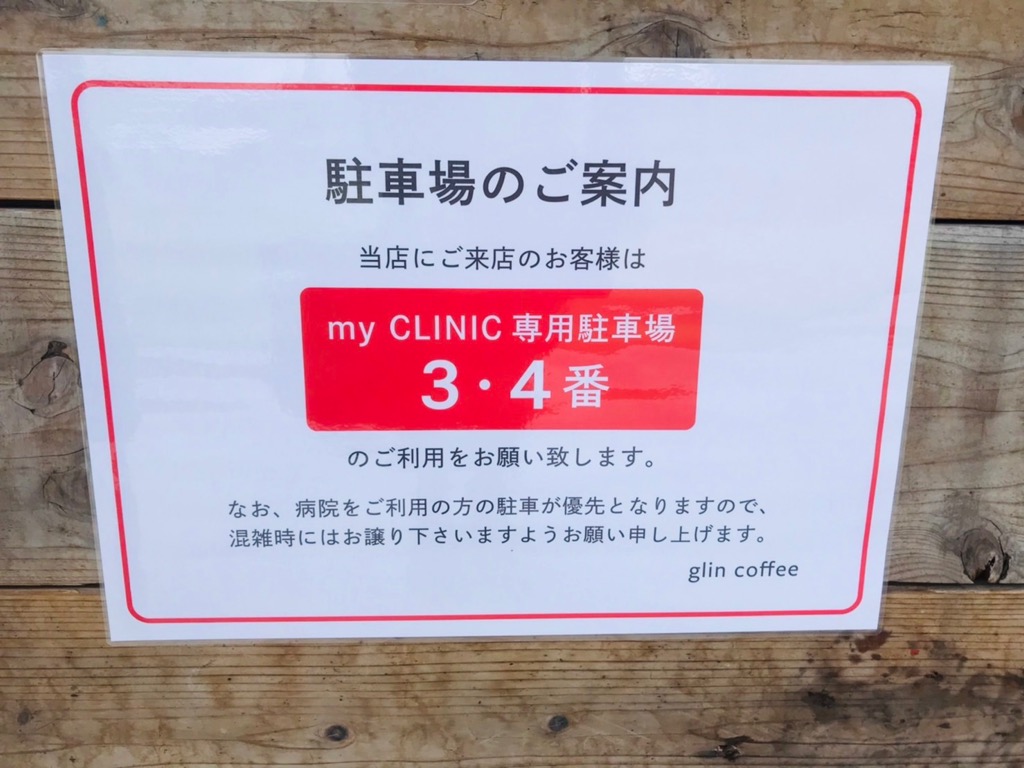 駐車場のご案内
当店にご来店のお客様は
my CLINIC 専用駐車場
3・4番
のご利用をお願い致します。
なお、病院をご利用の方の駐車が優先となりますので、
混雑時にはお譲り下さいますようお願い申し上げます。
glin coffee